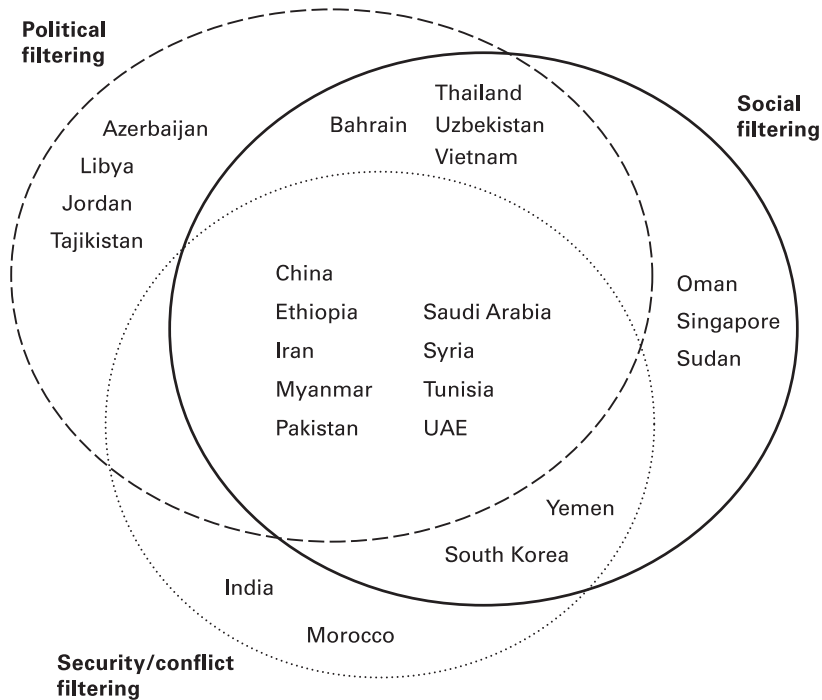 Political
filtering
Social
filtering
Azerbaijan
Libya
Jordan
Tajikistan
Bahrain
Thailand
Uzbekistan
Vietnam
China
Ethiopia
Iran
Myanmar
Pakistan
Saudi Arabia
Syria
Tunisia
UAE
Oman
Singapore
Sudan
Yemen
South Korea
India
Morocco
Security/conflict
filtering